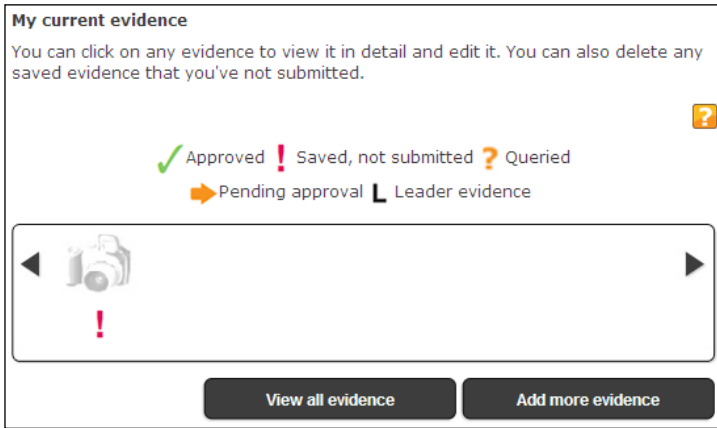 My current evidence
You can click on any evidence to view it in detail and edit it. You can also delete any
saved evidence that you've not submitted.
?
✓ Approved ! Saved, not submitted ? Queried
Pending approval L Leader evidence
!
View all evidence Add more evidence